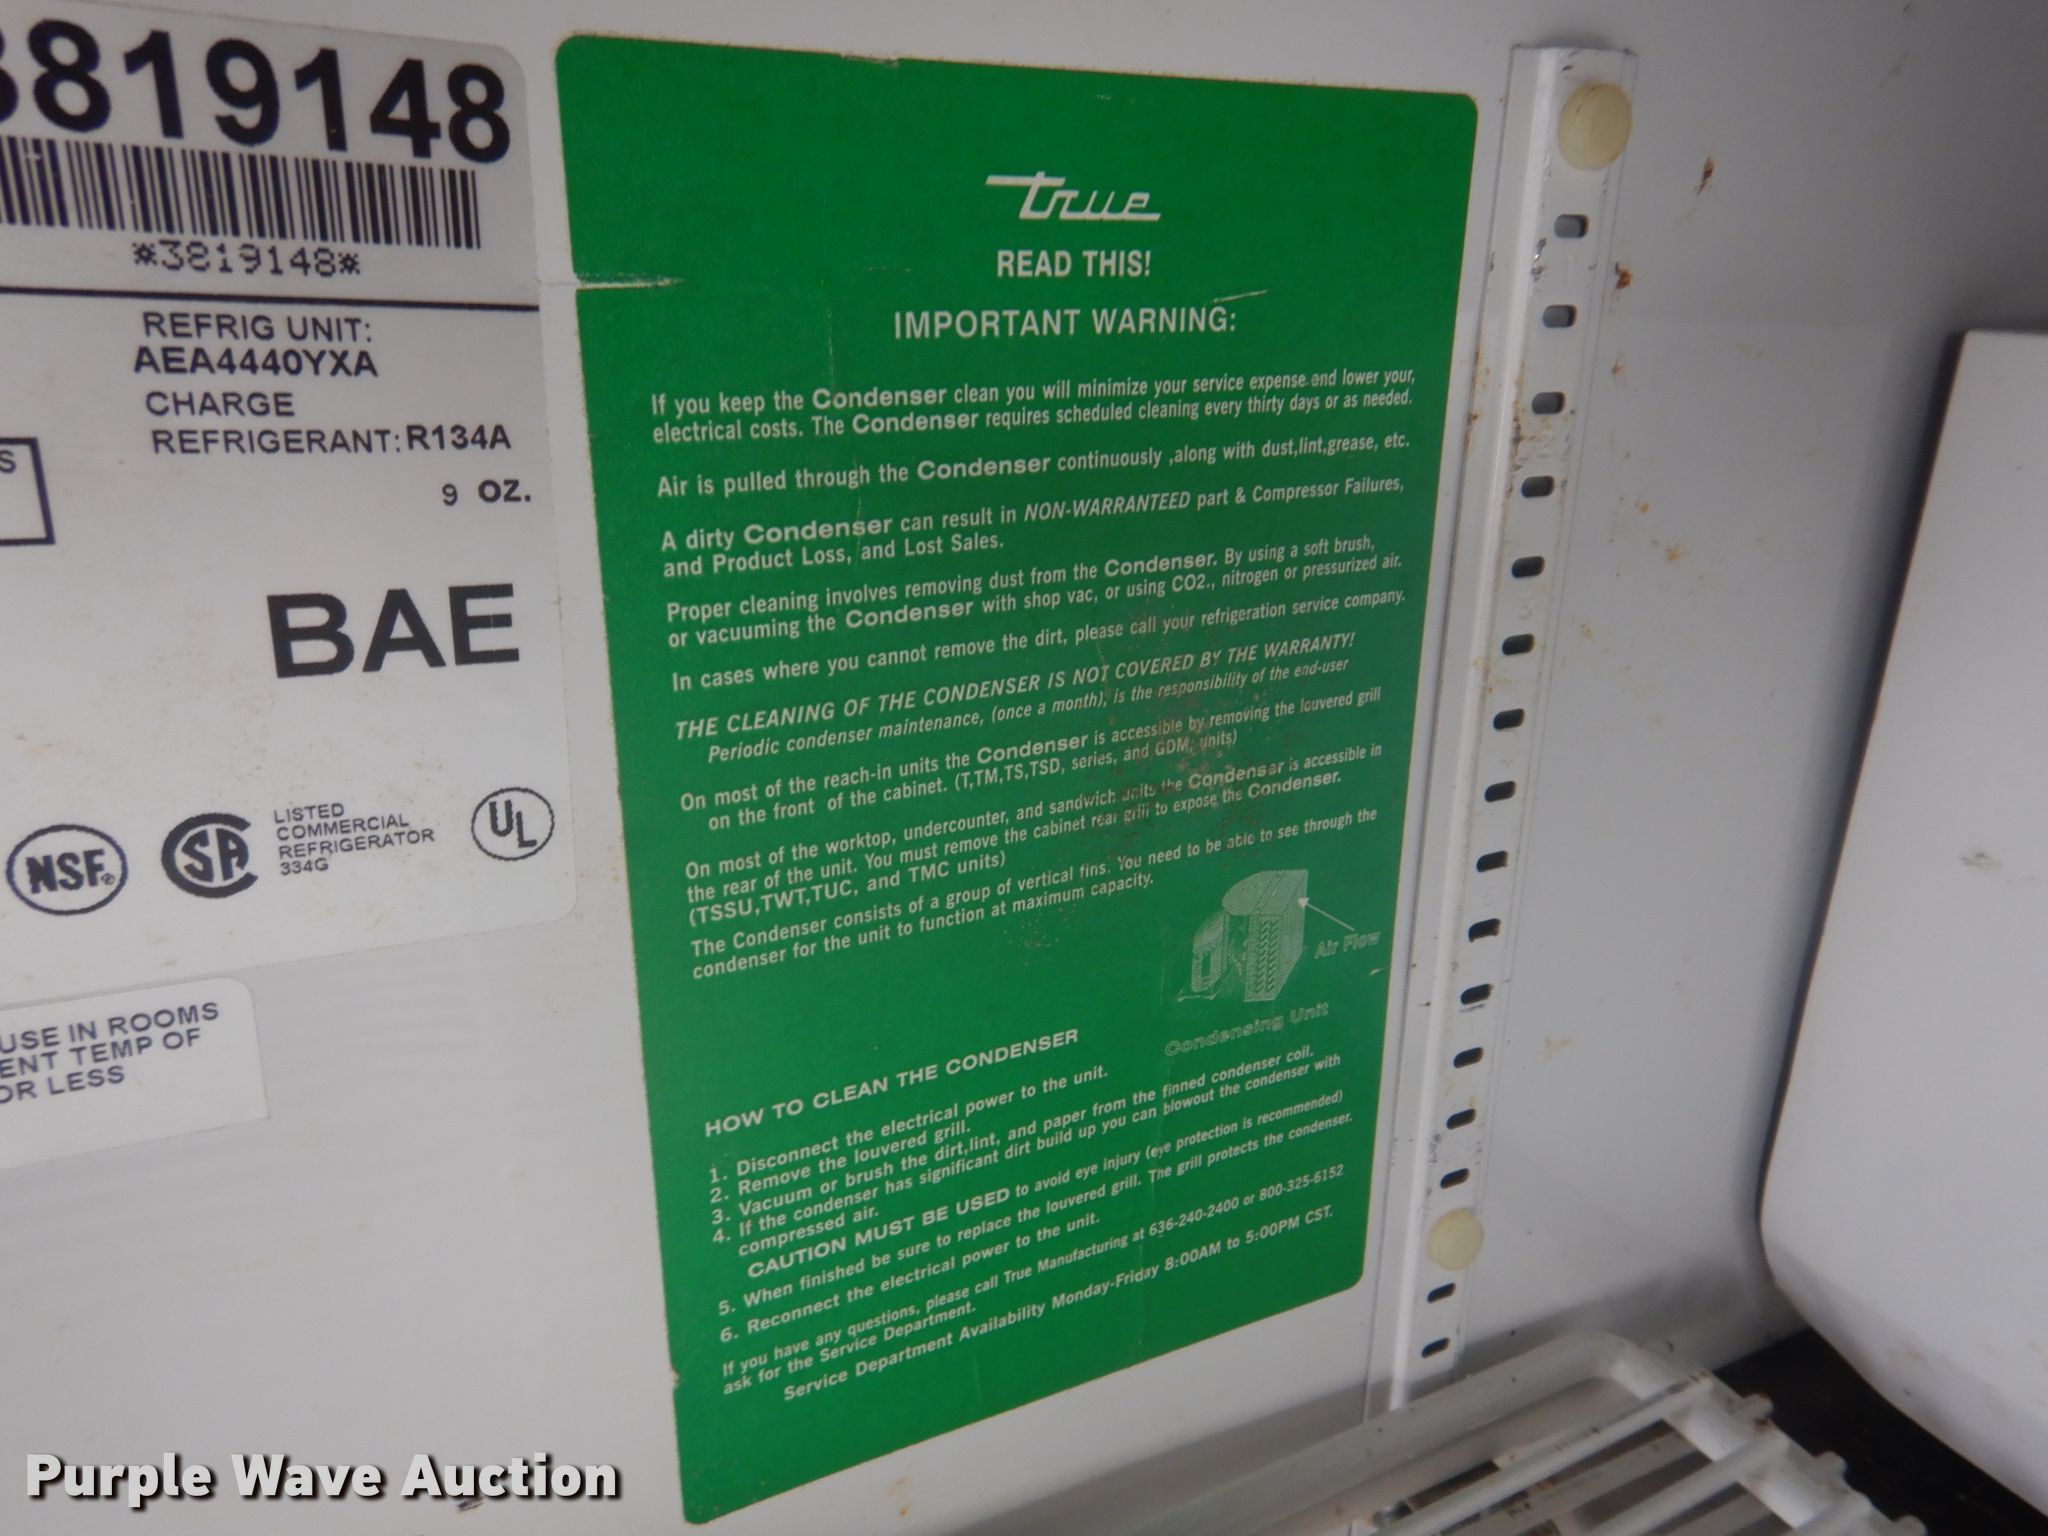 3819148
*3819148*
REFRIG UNIT:
AEA4440YXA
CHARGE
REFRIGERANT: R134A
9 OZ.
S
BAE
NSF®
SA
LISTED
COMMERCIAL
REFRIGERATOR
334G
UL
USE IN ROOMS
ENT TEMP OF
OR LESS
true
READ THIS!
IMPORTANT WARNING:
If you keep the Condenser clean you will minimize your service expense and lower your,
electrical costs. The Condenser requires scheduled cleaning every thirty days or as needed.
Air is pulled through the Condenser continuously ,along with dust,lint,grease, etc.
A dirty Condenser can result in NON-WARRANTEED part & Compressor Failures,
and Product Loss, and Lost Sales.
Proper cleaning involves removing dust from the Condenser. By using a soft brush,
or vacuuming the Condenser with shop vac, or using CO2., nitrogen or pressurized air.
In cases where you cannot remove the dirt, please call your refrigeration service company.
THE CLEANING OF THE CONDENSER IS NOT COVERED BY THE WARRANTY!
Periodic condenser maintenance, (once a month), is the responsibility of the end-user
On most of the reach-in units the Condenser is accessible by removing the louvered grill
on the front of the cabinet. (T,TM,TS,TSD, series, and GDM, units)
On most of the worktop, undercounter, and sandwich units the Condenser is accessible in
the rear of the unit. You must remove the cabinet rear grill to expose the Condenser.
(TSSU,TWT,TUC, and TMC units)
The Condenser consists of a group of vertical fins. You need to be able to see through the
condenser for the unit to function at maximum capacity.
Air Flow
Condensing Unit
HOW TO CLEAN THE CONDENSER
1. Disconnect the electrical power to the unit.
2. Remove the louvered grill.
3. Vacuum or brush the dirt,lint, and paper from the finned condenser coil.
4. If the condenser has significant dirt build up you can blowout the condenser with
compressed air.
CAUTION MUST BE USED to avoid eye injury (eye protection is recommended)
5. When finished be sure to replace the louvered grill. The grill protects the condenser.
6. Reconnect the electrical power to the unit.
If you have any questions, please call True Manufacturing at 636-240-2400 or 800-325-6152
ask for the Service Department.
Service Department Availability Monday-Friday 8:00AM to 5:00PM CST.
Purple Wave Auction